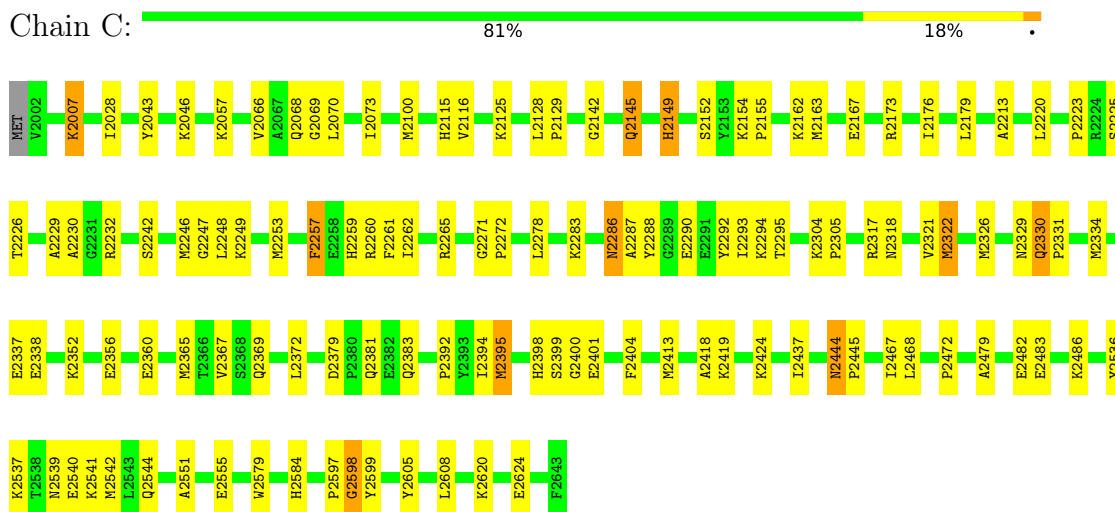 Chain C:
81% 18% •
MET V2002 K2007 I2028 Y2043 K2046 K2057 V2066 A2067 Q2068 G2069 L2070 I2073 M2100 H2115 V2116 K2125 L2128 P2129 G2142 Q2145 H2149 S2152 Y2153 K2154 P2155 K2162 M2163 E2167 R2173 I2176 L2179 A2213 L2220 P2223 R2224 S2225
T2226 A2229 A2230 G2231 R2232 S2242 M2246 G2247 L2248 K2249 M2253 F2257 E2258 H2259 R2260 F2261 I2262 R2265 G2271 P2272 L2278 K2283 N2286 A2287 Y2288 G2289 E2290 E2291 Y2292 I2293 K2294 T2295 K2304 P2305 R2317 N2318 V2321 M2322 M2326 N2329 Q2330 P2331 M2334
E2337 E2338 K2352 E2356 E2360 M2365 T2366 V2367 S2368 Q2369 L2372 D2379 P2380 Q2381 E2382 Q2383 P2392 Y2393 I2394 M2395 H2398 S2399 G2400 E2401 F2404 M2413 A2418 K2419 K2424 I2437 N2444 P2445 I2467 L2468 P2472 A2479 E2482 E2483 K2486 Y2536
K2537 T2538 N2539 E2540 K2541 M2542 L2543 Q2544 A2551 E2555 W2579 H2584 P2597 G2598 Y2599 Y2605 L2608 K2620 E2624 F2643